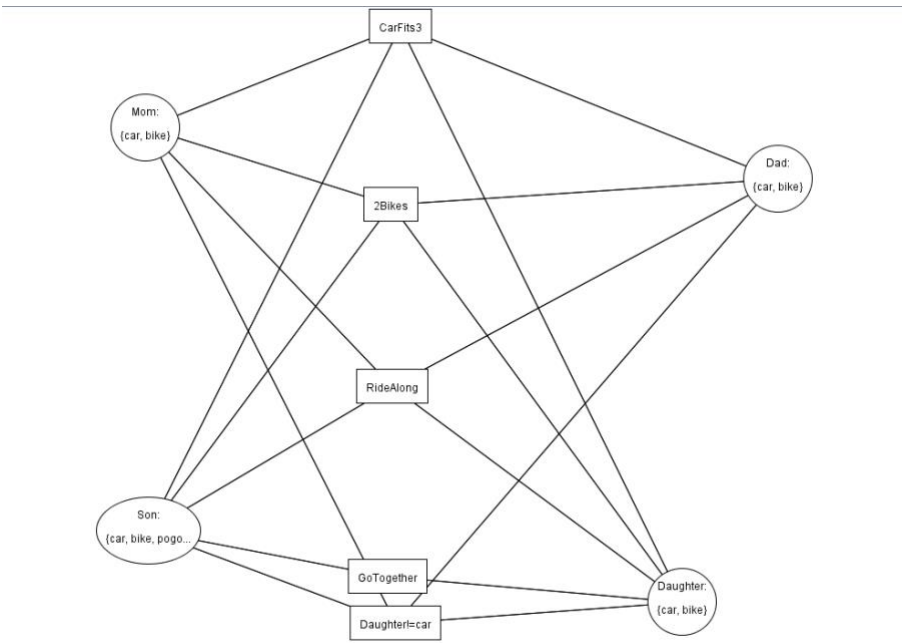 CarFits3
Mom:
{car, bike}
Dad:
{car, bike}
2Bikes
RideAlong
Son:
{car, bike, pogo...
GoTogether
Daughter:
{car, bike}
Daughter!=car